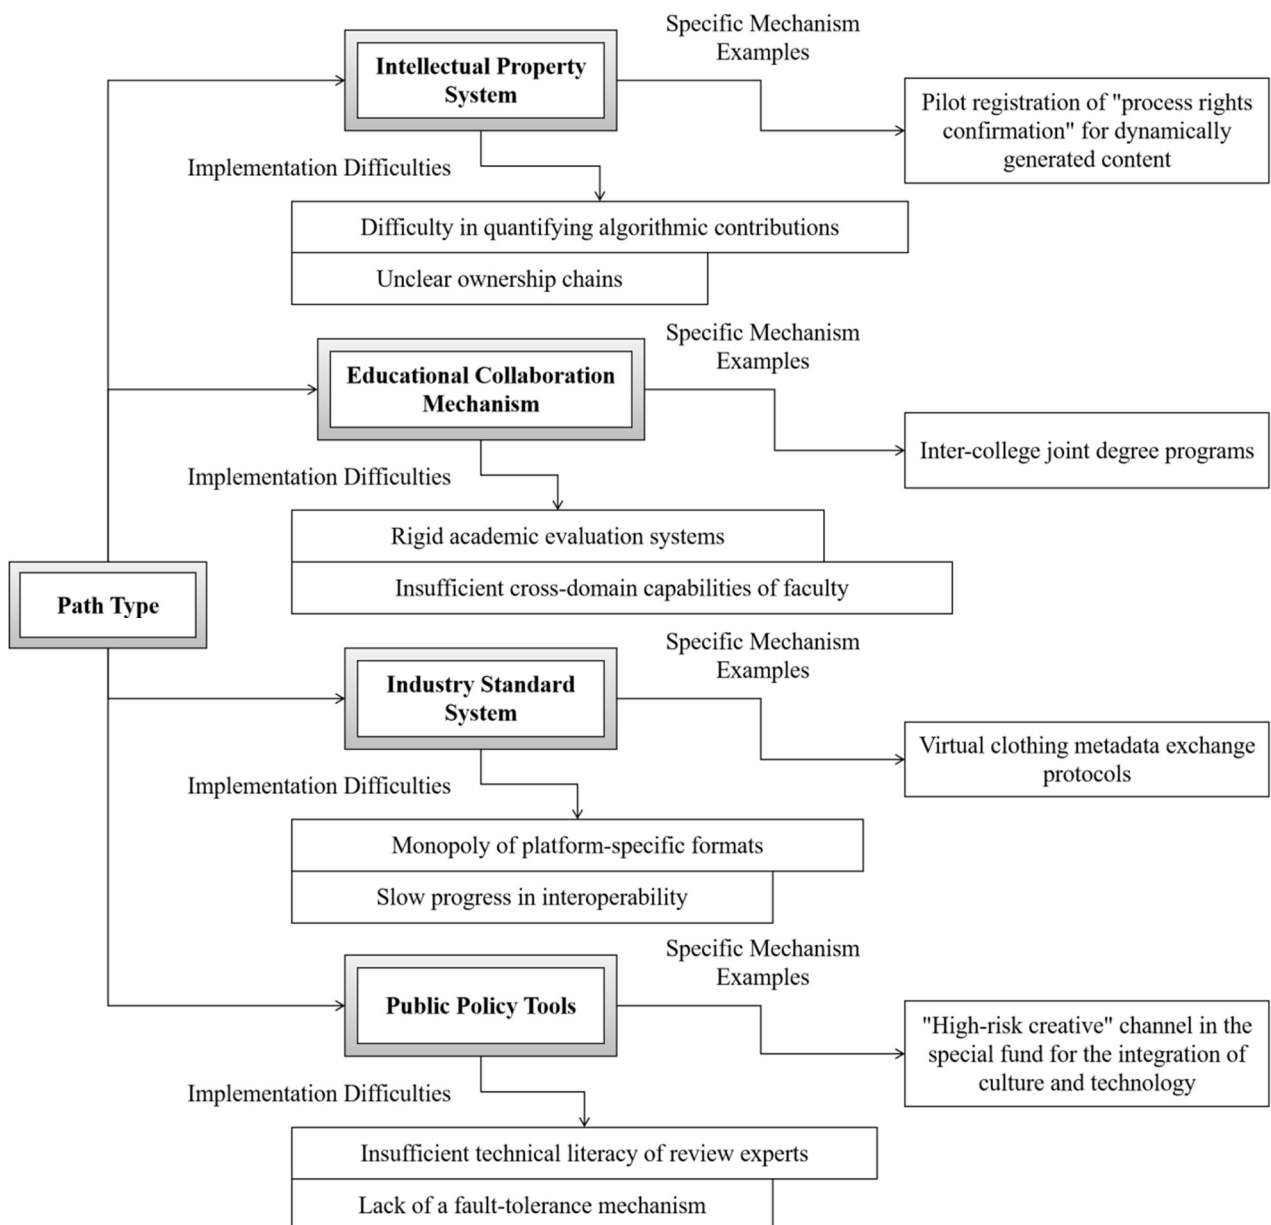 Specific Mechanism
Examples
Intellectual Property
System
Pilot registration of "process rights
confirmation" for dynamically
generated content
Implementation Difficulties
Difficulty in quantifying algorithmic contributions
Unclear ownership chains
Specific Mechanism
Examples
Educational Collaboration
Mechanism
Inter-college joint degree programs
Implementation Difficulties
Rigid academic evaluation systems
Insufficient cross-domain capabilities of faculty
Path Type
Specific Mechanism
Examples
Industry Standard
System
Virtual clothing metadata exchange
protocols
Implementation Difficulties
Monopoly of platform-specific formats
Slow progress in interoperability
Specific Mechanism
Examples
Public Policy Tools
"High-risk creative" channel in the
special fund for the integration of
culture and technology
Implementation Difficulties
Insufficient technical literacy of review experts
Lack of a fault-tolerance mechanism